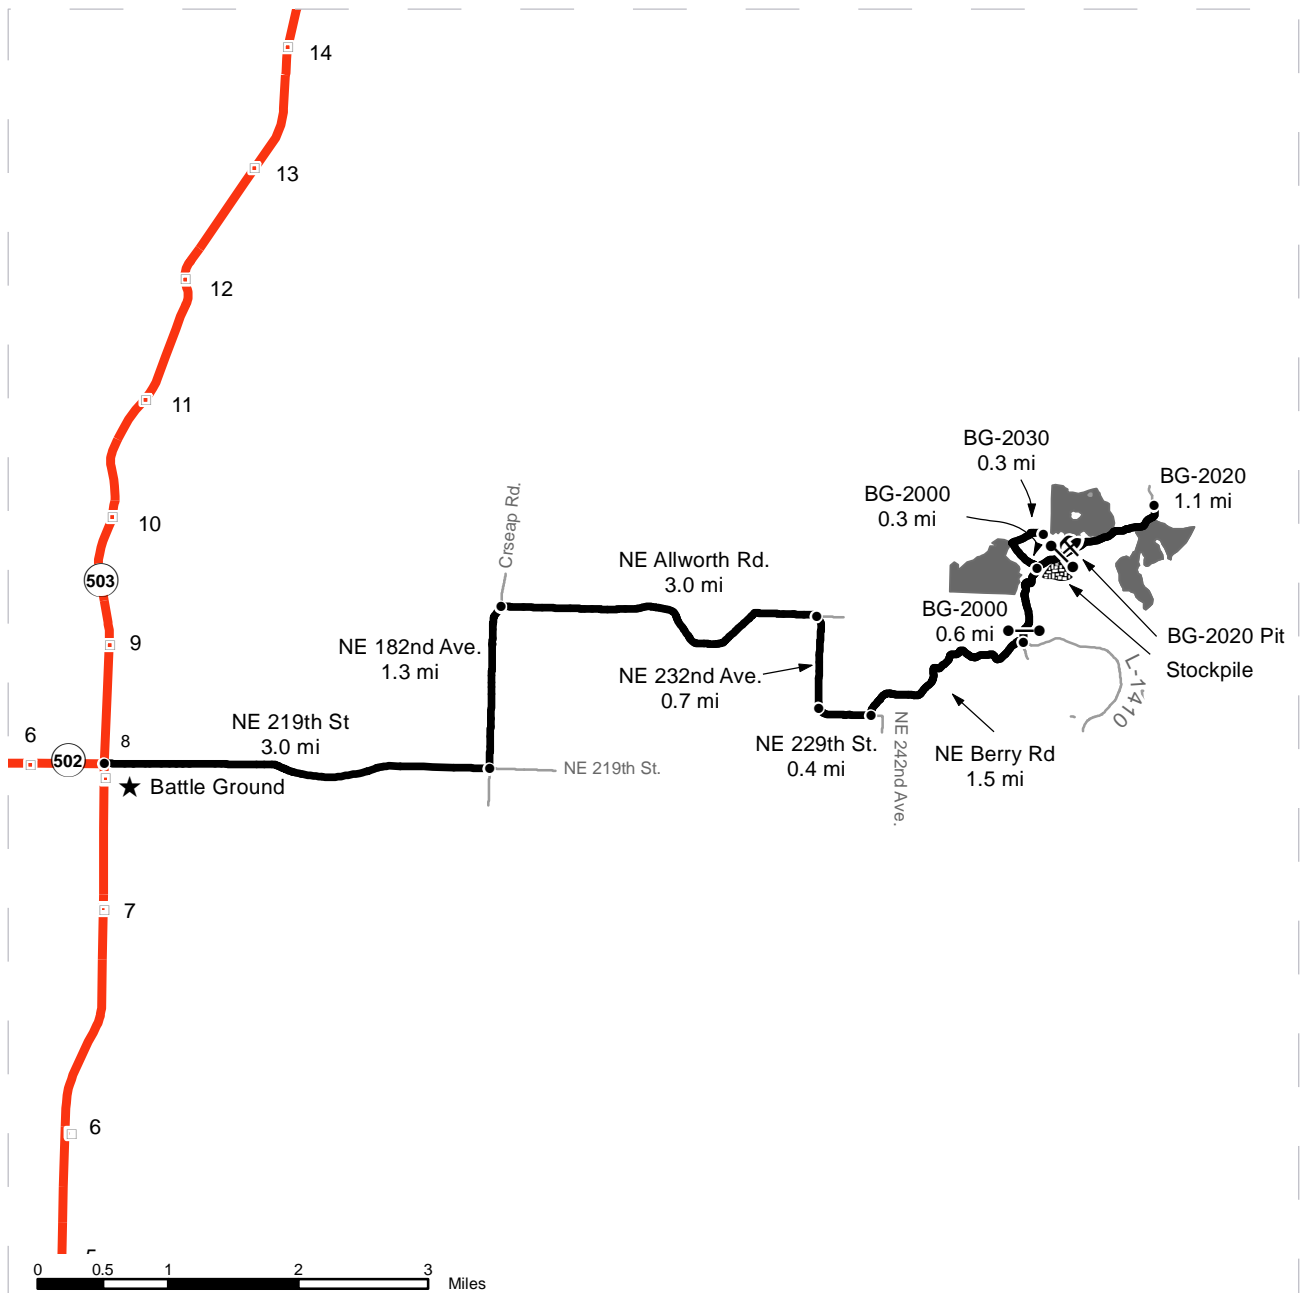 14
13
12
11
10
503
9
6
502
8
Battle Ground
7
6
NE 219th St
3.0 mi
NE 219th St.
NE 182nd Ave.
1.3 mi
Crseap Rd.
NE Allworth Rd.
3.0 mi
NE 232nd Ave.
0.7 mi
NE 229th St.
0.4 mi
NE 242nd Ave.
NE Berry Rd
1.5 mi
BG-2030
0.3 mi
BG-2000
0.3 mi
BG-2020
1.1 mi
BG-2000
0.6 mi
BG-2020 Pit
Stockpile
L-1410
0 0.5 1 2 3 Miles